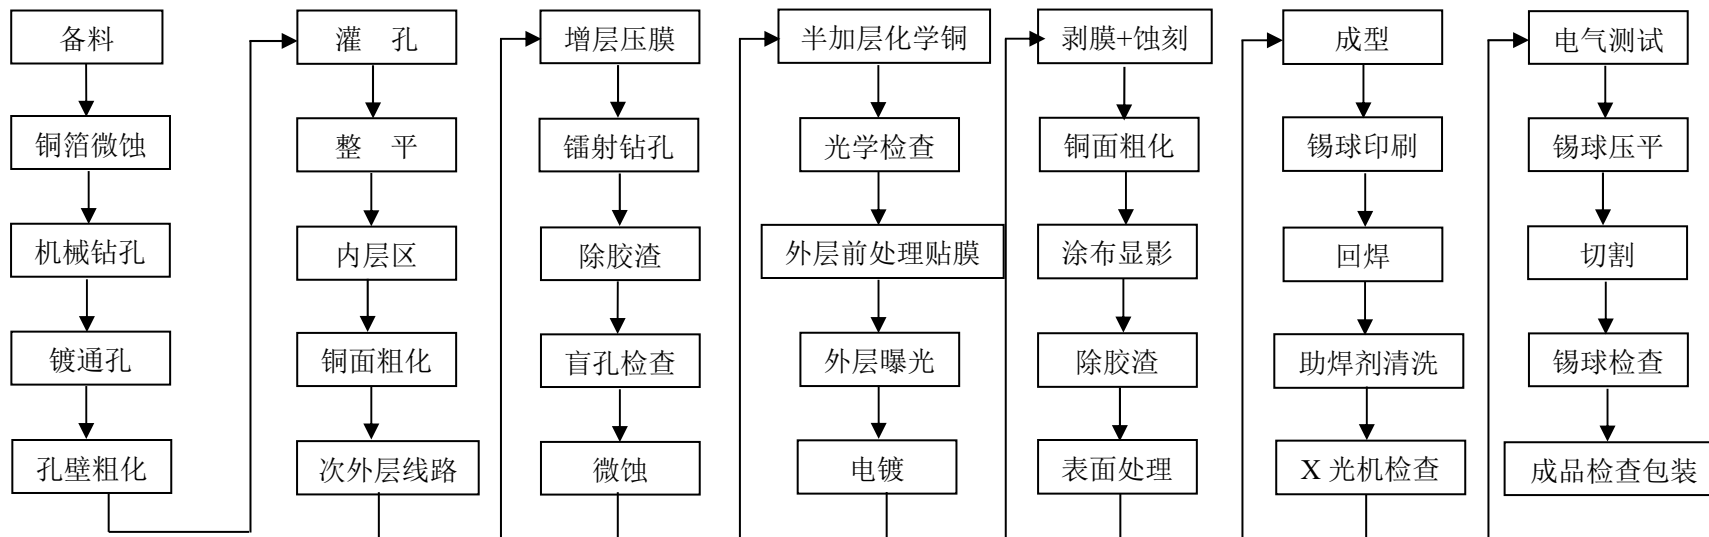 备料
铜箔微蚀
机械钻孔
镀通孔
孔壁粗化
灌 孔
整 平
内层区
铜面粗化
次外层线路
增层压膜
镭射钻孔
除胶渣
盲孔检查
微蚀
半加层化学铜
光学检查
外层前处理贴膜
外层曝光
电镀
剥膜+蚀刻
铜面粗化
涂布显影
除胶渣
表面处理
成型
锡球印刷
回焊
助焊剂清洗
X 光机检查
电气测试
锡球压平
切割
锡球检查
成品检查包装